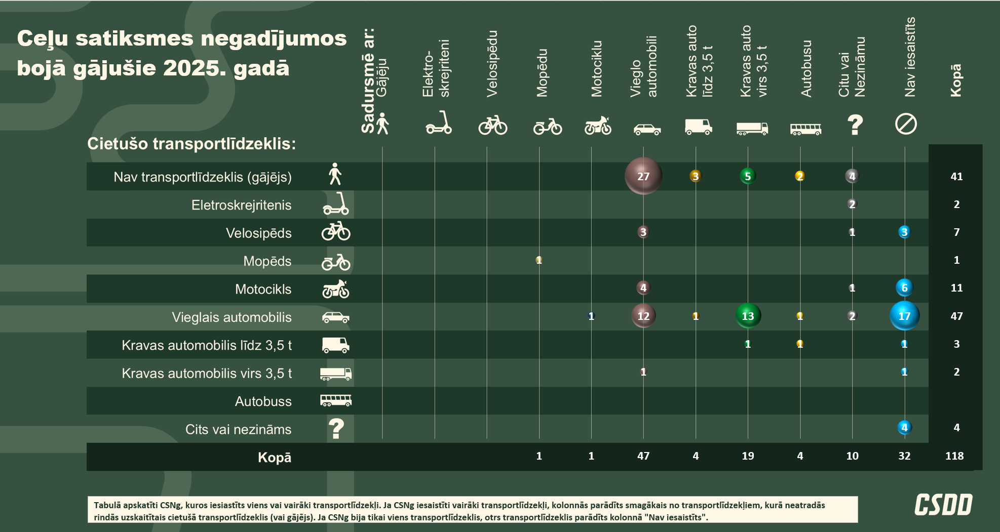 Ceļu satiksmes negadījumos
bojā gājušie 2025. gadā
Sadursmē ar:
Gājēju
Elektro-
skrejriteni
Velosipēdu
Mopēdu
Motociklu
Vieglo
automobili
Kravas auto
līdz 3,5 t
Kravas auto
virs 3,5 t
Autobusu
Citu vai
Nezināmu
Nav iesaistīts
Kopā
Cietušo transportlīdzeklis:
Nav transportlīdzeklis (gājējs) 27 3 5 2 4 41
Eletroskrejritenis 2 2
Velosipēds 3 1 3 7
Mopēds 1 1
Motocikls 4 1 6 11
Vieglais automobilis 1 12 1 13 1 2 17 47
Kravas automobilis līdz 3,5 t 1 1 1 3
Kravas automobilis virs 3,5 t 1 1 2
Autobuss
Cits vai nezināms 4 4
Kopā 1 1 47 4 19 4 10 32 118
Tabulā apskatīti CSNg, kuros iesiastīts viens vai vairāki transportlīdzekļi. Ja CSNg iesaistīti vairāki transportlīdzekļi, kolonnās parādīts smagākais no transportlīdzekļiem, kurā neatradās
rindās uzskaitītais cietušā transportlīdzeklis (vai gājējs). Ja CSNg bija tikai viens transportlīdzeklis, otrs transportlīdzeklis parādīts kolonnā "Nav iesaistīts".
CSDD